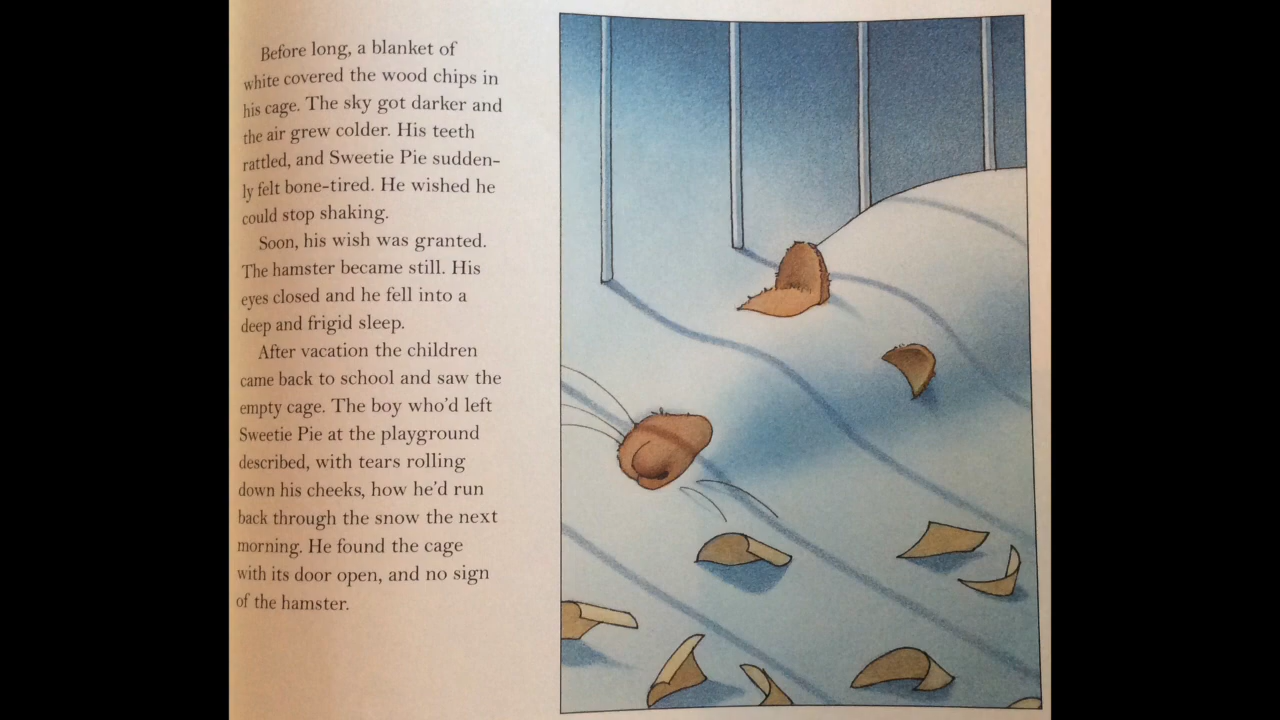 Before long, a blanket of
white covered the wood chips in
his cage. The sky got darker and
the air grew colder. His teeth
rattled, and Sweetie Pie sudden-
ly felt bone-tired. He wished he
could stop shaking.
Soon, his wish was granted.
The hamster became still. His
eyes closed and he fell into a
deep and frigid sleep.
After vacation the children
came back to school and saw the
empty cage. The boy who'd left
Sweetie Pie at the playground
described, with tears rolling
down his cheeks, how he'd run
back through the snow the next
morning. He found the cage
with its door open, and no sign
of the hamster.